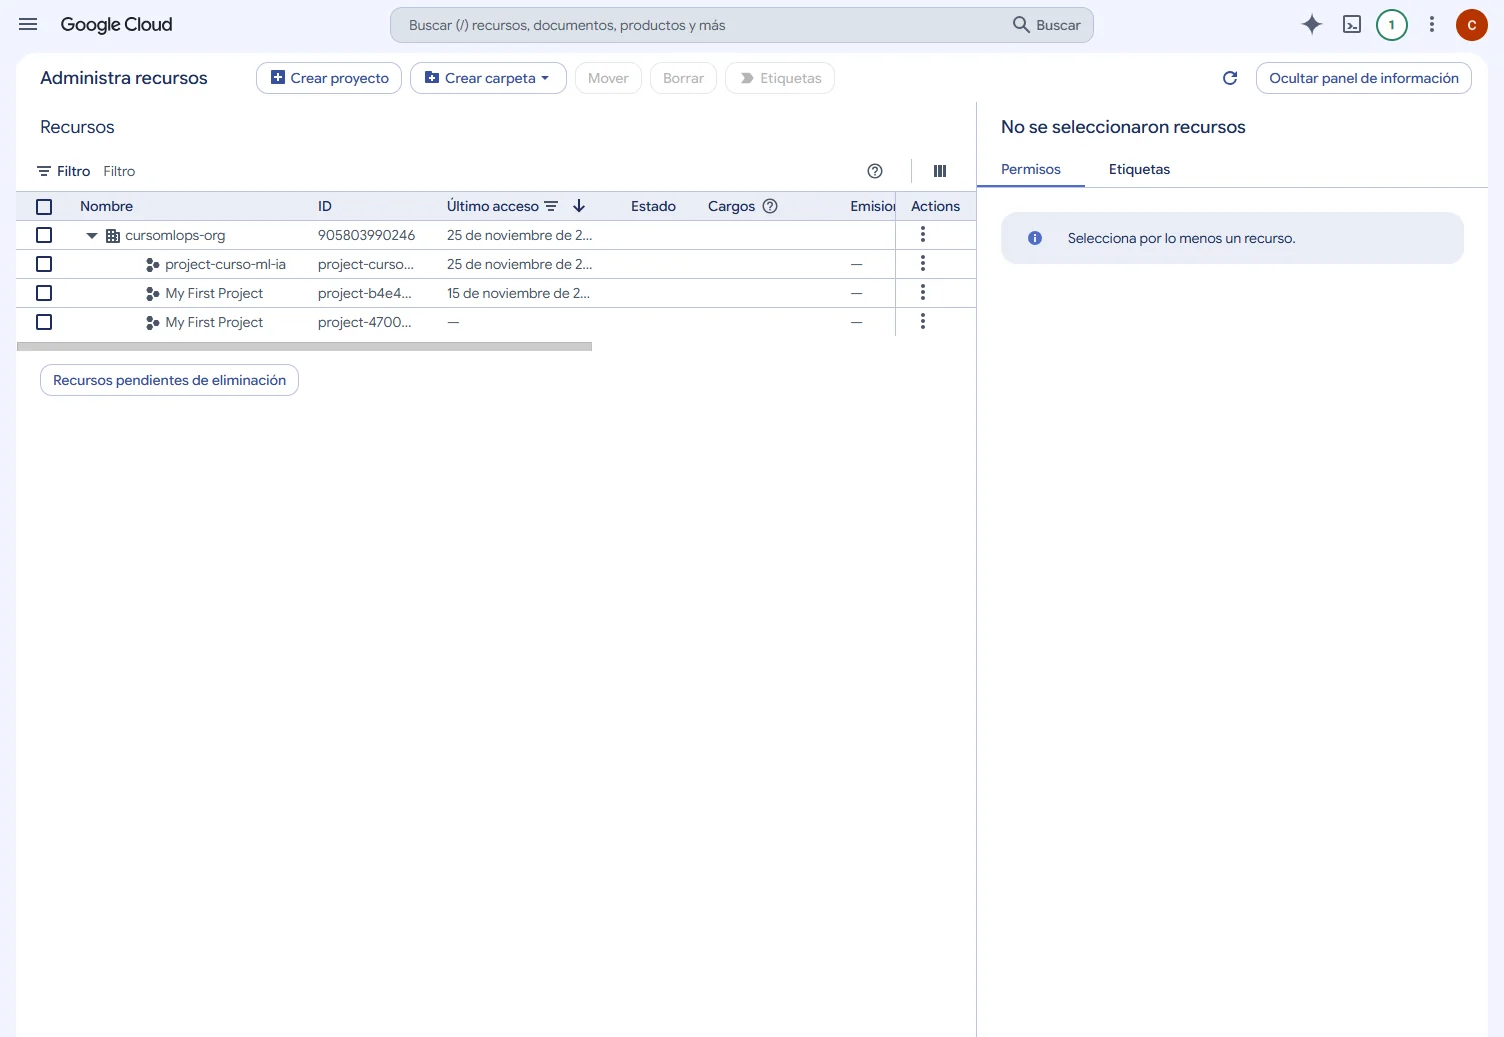 Google Cloud
Buscar (/) recursos, documentos, productos y más
Buscar
1
C
Administra recursos
Crear proyecto
Crear carpeta
Mover
Borrar
Etiquetas
Ocultar panel de información
Recursos
Filtro Filtro
Nombre ID Último acceso Estado Cargos Emision Actions
cursomlops-org 905803990246 25 de noviembre de 2...
project-curso-ml-ia project-curso... 25 de noviembre de 2... —
My First Project project-b4e4... 15 de noviembre de 2... —
My First Project project-4700... — —
Recursos pendientes de eliminación
No se seleccionaron recursos
Permisos Etiquetas
Selecciona por lo menos un recurso.